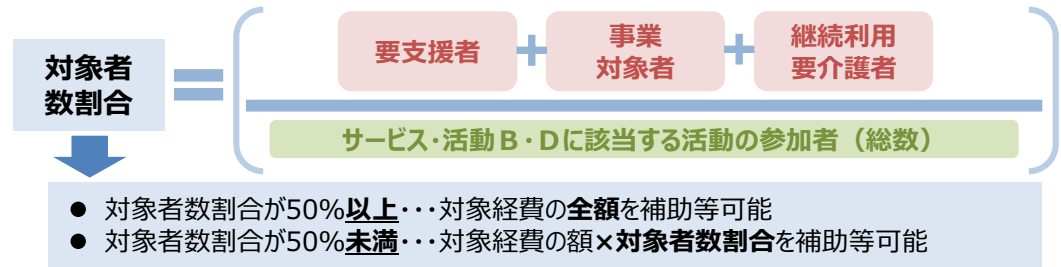 対象者
数割合
=
要支援者
+
事業
対象者
+
継続利用
要介護者
サービス・活動B・Dに該当する活動の参加者（総数）
● 対象者数割合が50%以上・・・対象経費の全額を補助等可能
● 対象者数割合が50%未満・・・対象経費の額×対象者数割合を補助等可能